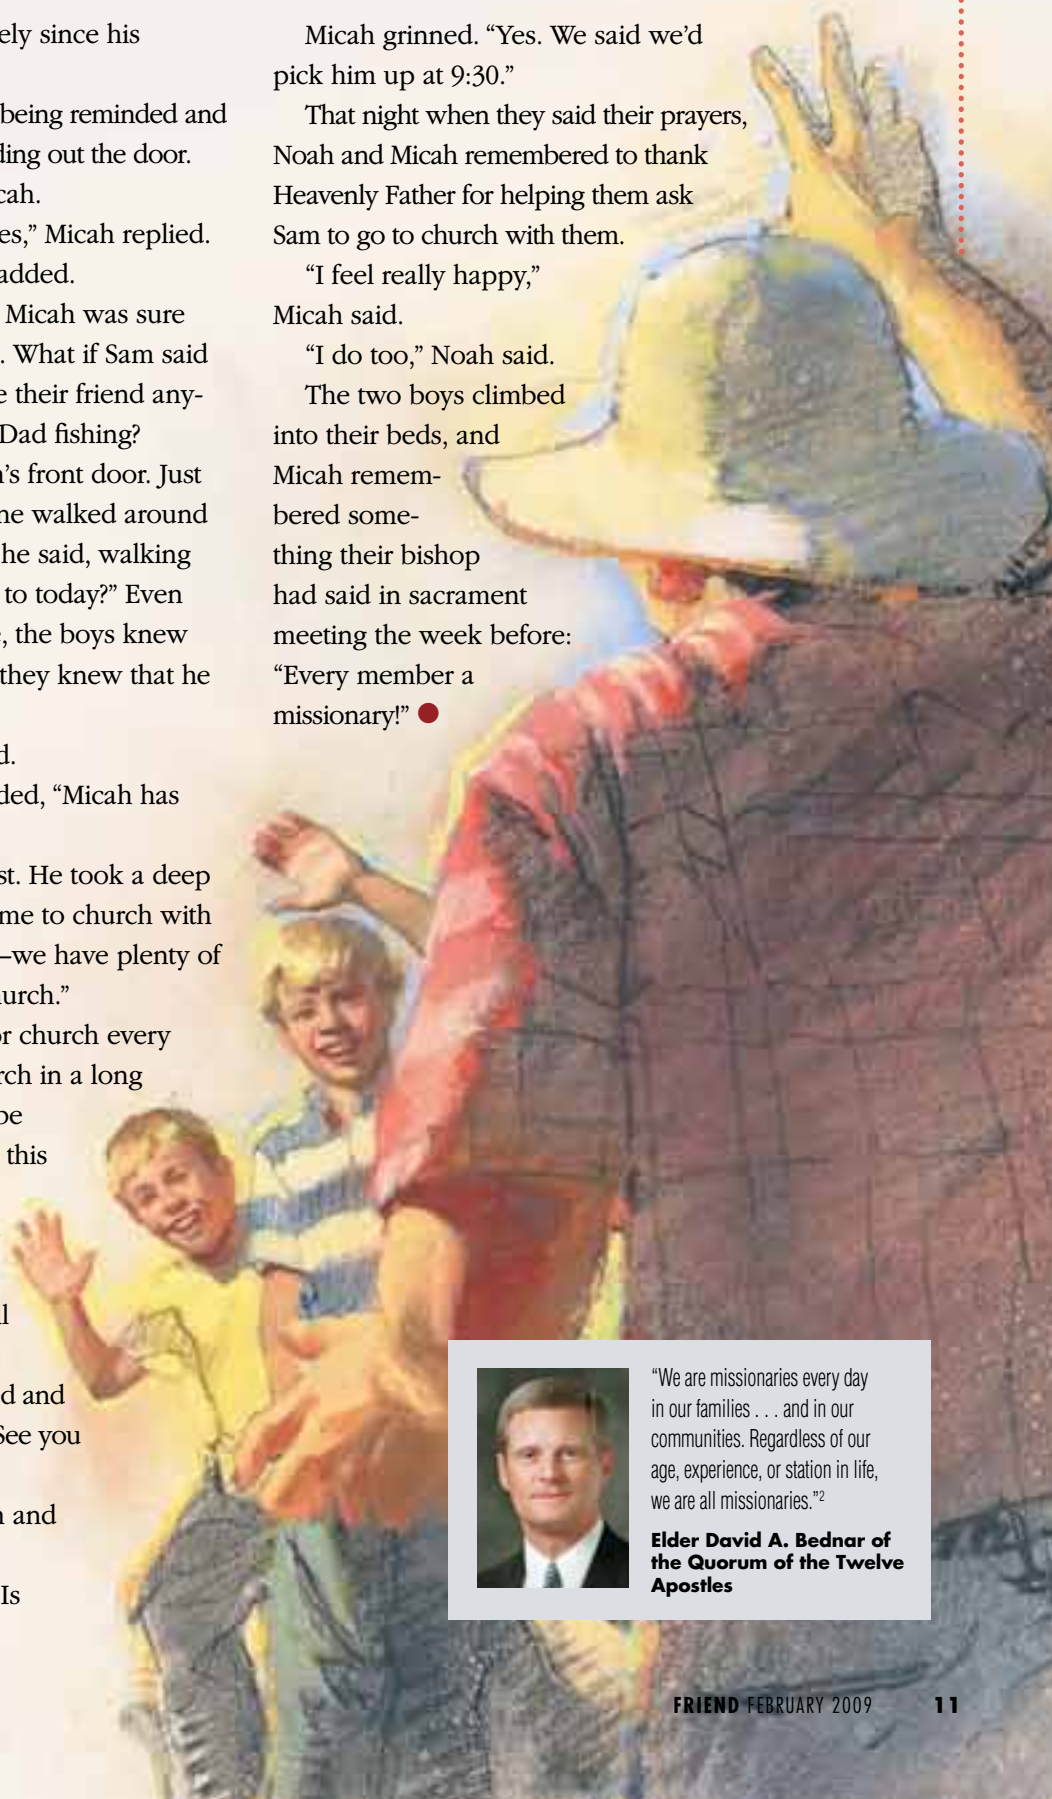 ely since his
being reminded and
ding out the door.
cah.
es,” Micah replied.
added.
Micah was sure
. What if Sam said
e their friend any-
Dad fishing?
’s front door. Just
ne walked around
he said, walking
to today?” Even
, the boys knew
they knew that he
d.
ded, “Micah has
st. He took a deep
me to church with
—we have plenty of
urch.”
or church every
rch in a long
be
this
ll
d and
See you
n and
Is
Micah grinned. “Yes. We said we’d
pick him up at 9:30.”
That night when they said their prayers,
Noah and Micah remembered to thank
Heavenly Father for helping them ask
Sam to go to church with them.
“I feel really happy,”
Micah said.
“I do too,” Noah said.
The two boys climbed
into their beds, and
Micah remem-
bered some-
thing their bishop
had said in sacrament
meeting the week before:
“Every member a
missionary!”
“We are missionaries every day
in our families . . . and in our
communities. Regardless of our
age, experience, or station in life,
we are all missionaries.”²
Elder David A. Bednar of
the Quorum of the Twelve
Apostles
FRIEND FEBRUARY 2009 11